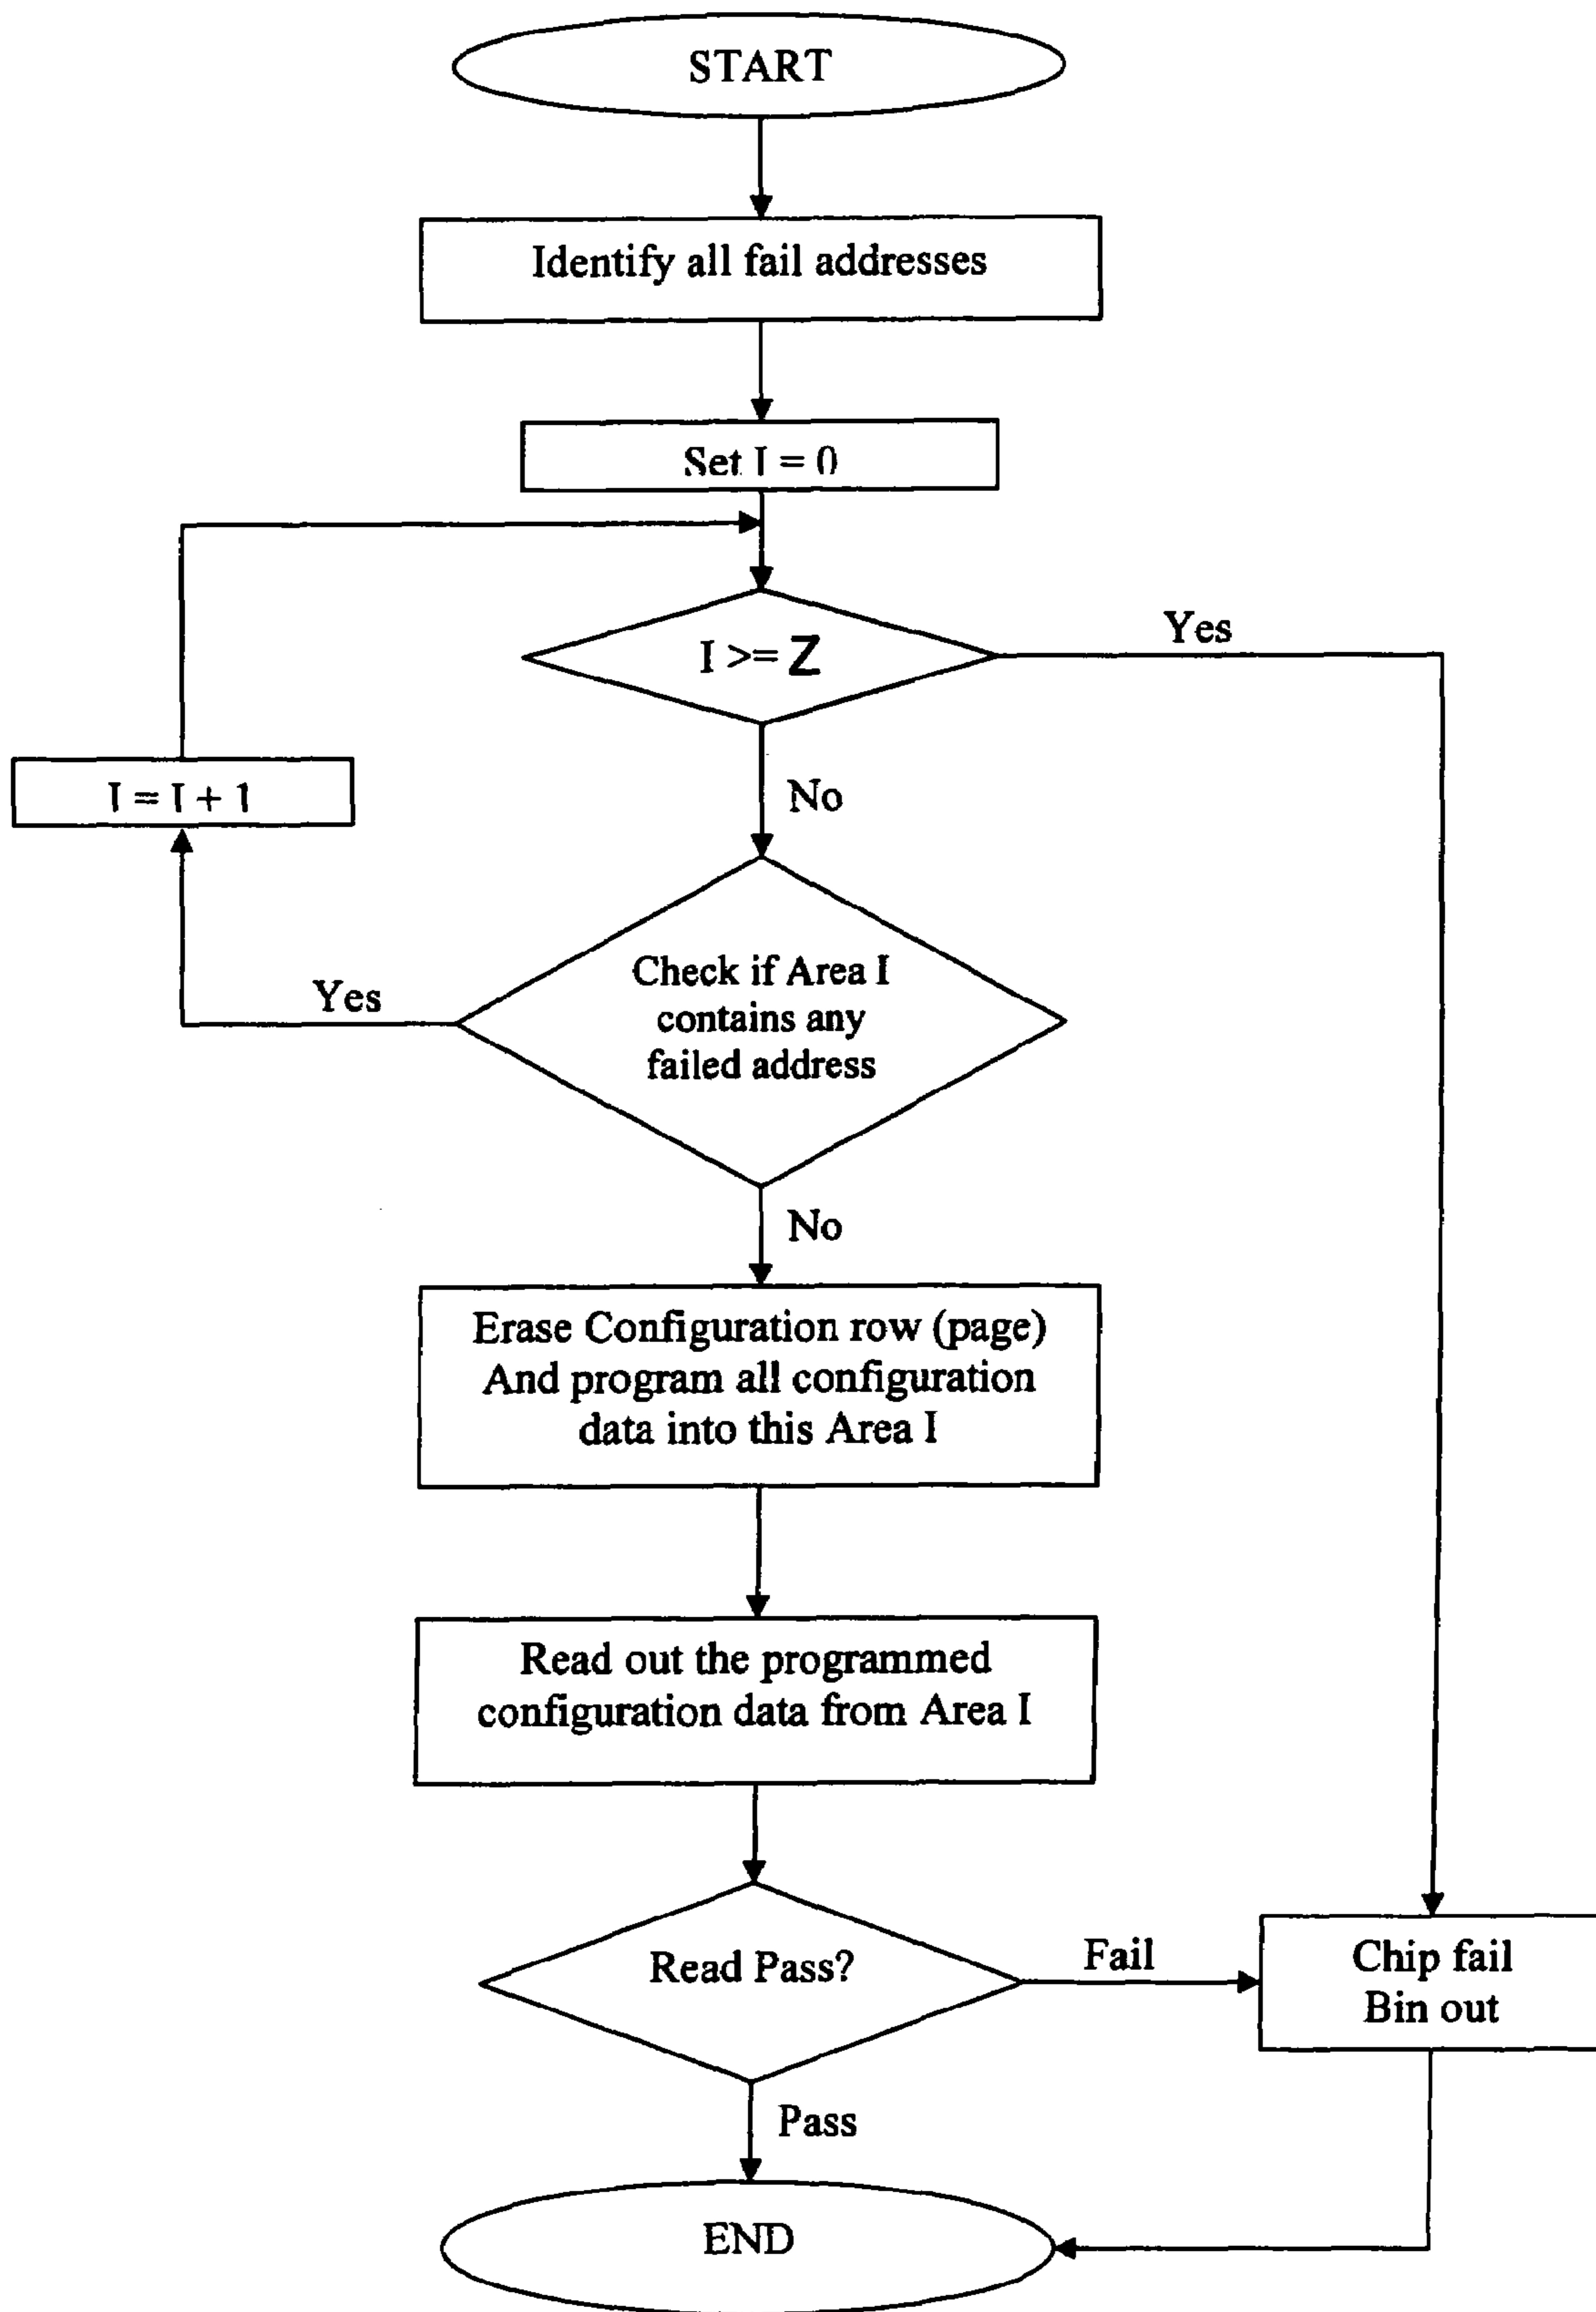 START
Identify all fail addresses
Set I = 0
I >= Z
Yes
I = I + 1
No
Check if Area I
contains any
failed address
Yes
No
Erase Configuration row (page)
And program all configuration
data into this Area I
Read out the programmed
configuration data from Area I
Read Pass?
Fail
Chip fail
Bin out
Pass
END